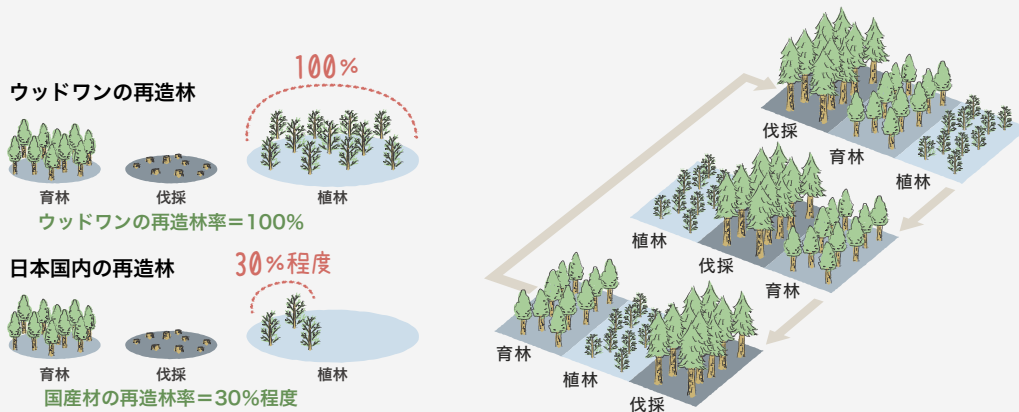 ウッドワンの再造林
100%
育林
伐採
植林
ウッドワンの再造林率＝100%
日本国内の再造林
30%程度
育林
伐採
植林
国産材の再造林率＝30%程度
伐採
育林
植林
植林
伐採
育林
育林
植林
伐採